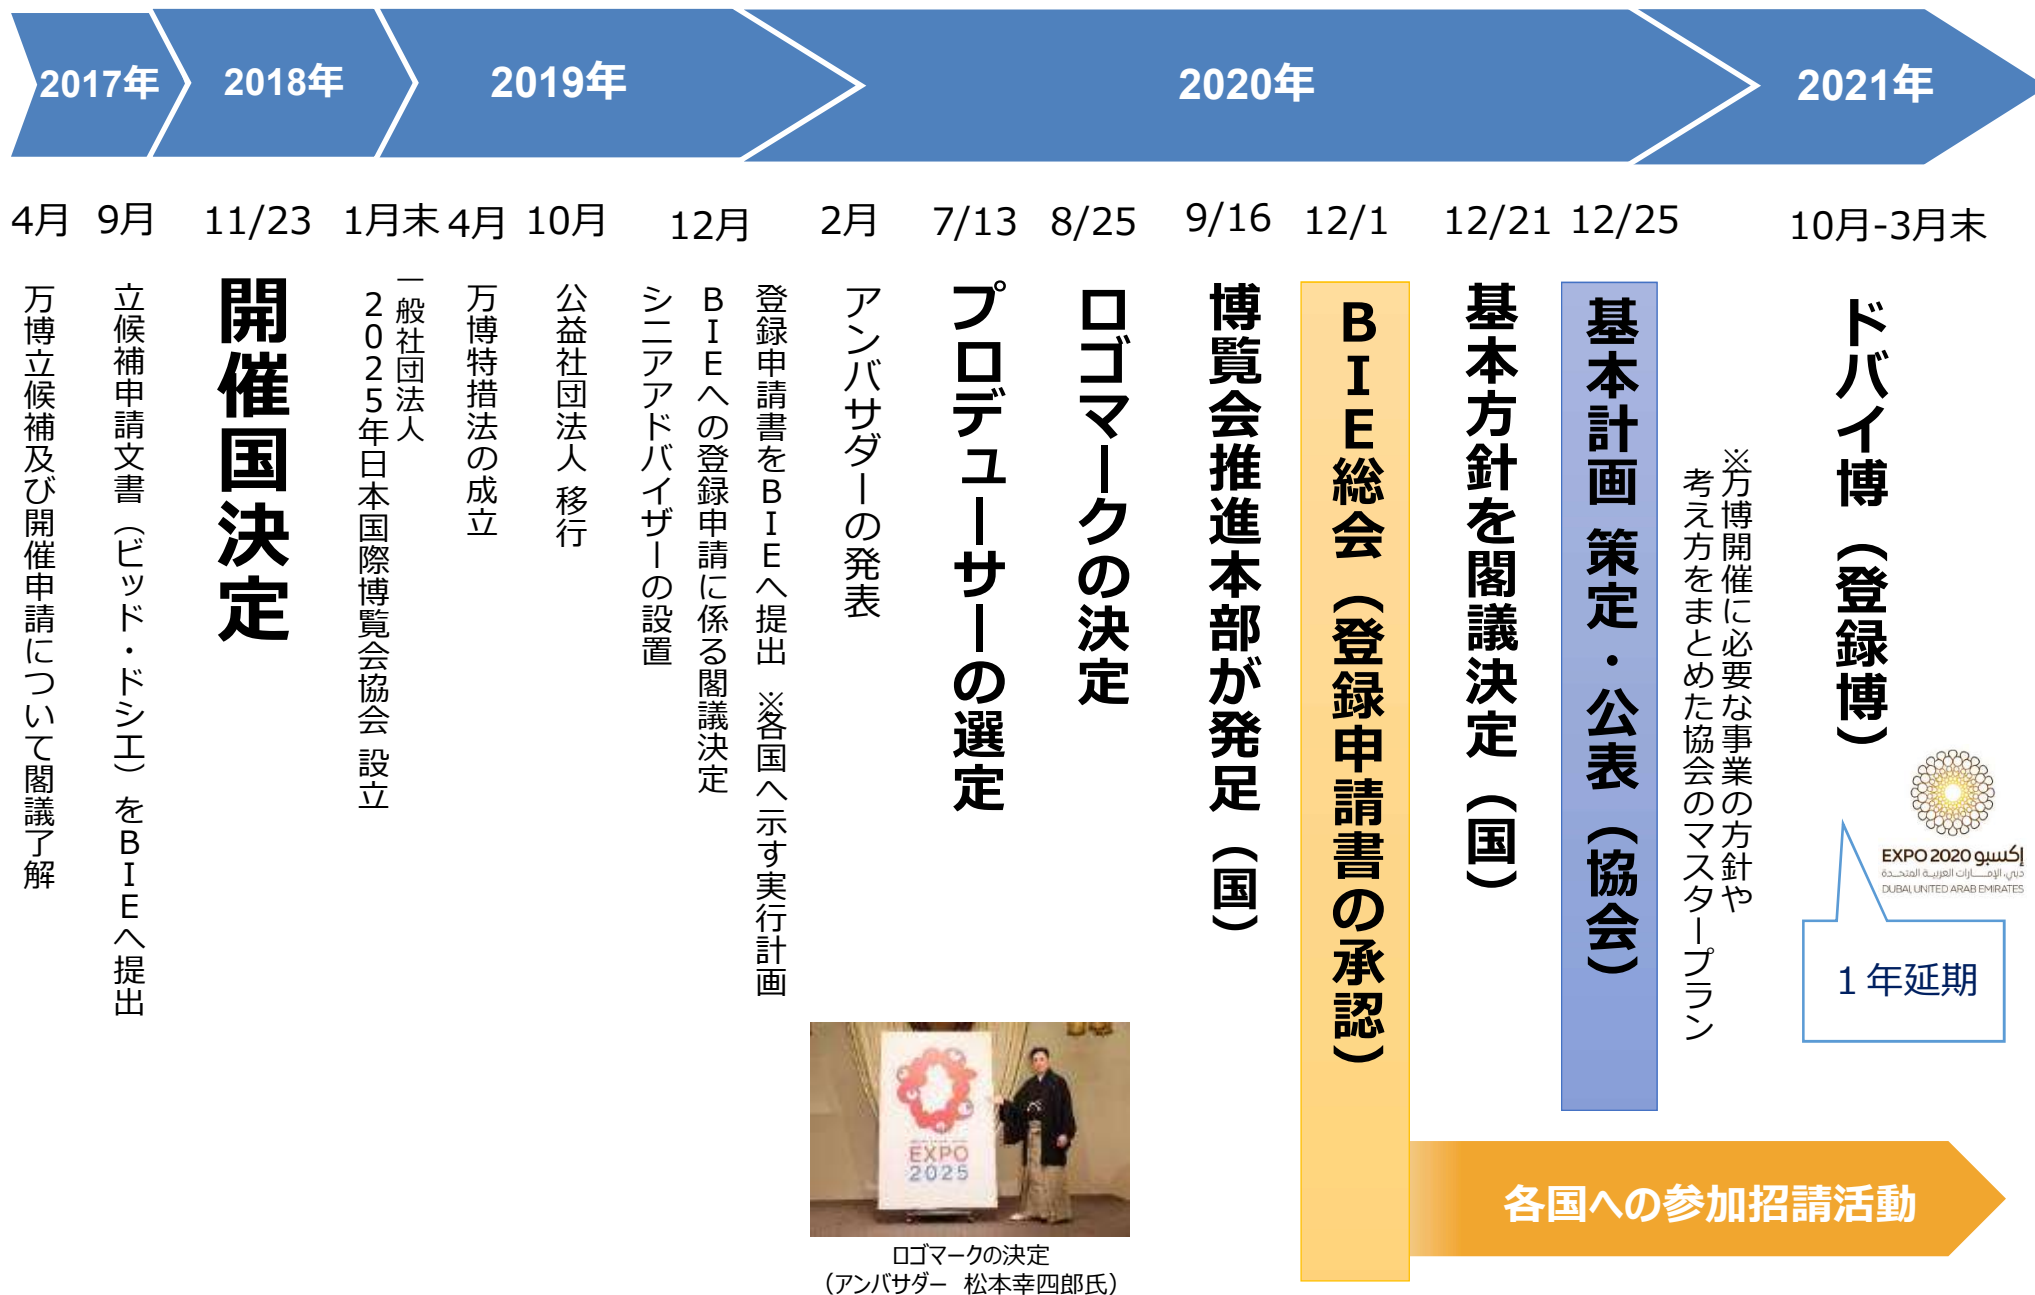 2017年
2018年
2019年
2020年
2021年
4月
万博立候補及び開催申請について閣議了解
9月
立候補申請文書（ビッド・ドシエ）をBIEへ提出
11/23
開催国決定
1月末
一般社団法人
2025年日本国際博覧会協会 設立
4月
万博特措法の成立
10月
公益社団法人 移行
12月
登録申請書をBIEへ提出 ※各国へ示す実行計画
BIEへの登録申請に係る閣議決定
シニアアドバイザーの設置
2月
アンバサダーの発表
7/13
プロデューサーの選定
8/25
ロゴマークの決定
9/16
博覧会推進本部が発足（国）
12/1
BIE総会（登録申請書の承認）
12/21
基本方針を閣議決定（国）
12/25
基本計画 策定・公表（協会）
※万博開催に必要な事業の方針や
考え方をまとめた協会のマスタープラン
10月-3月末
ドバイ博（登録博）
EXPO 2020 إكسبو
دبي، الإمـــارات العربيـة المتحـدة
DUBAI, UNITED ARAB EMIRATES
１年延期
EXPO
2025
ロゴマークの決定
（アンバサダー　松本幸四郎氏）
各国への参加招請活動